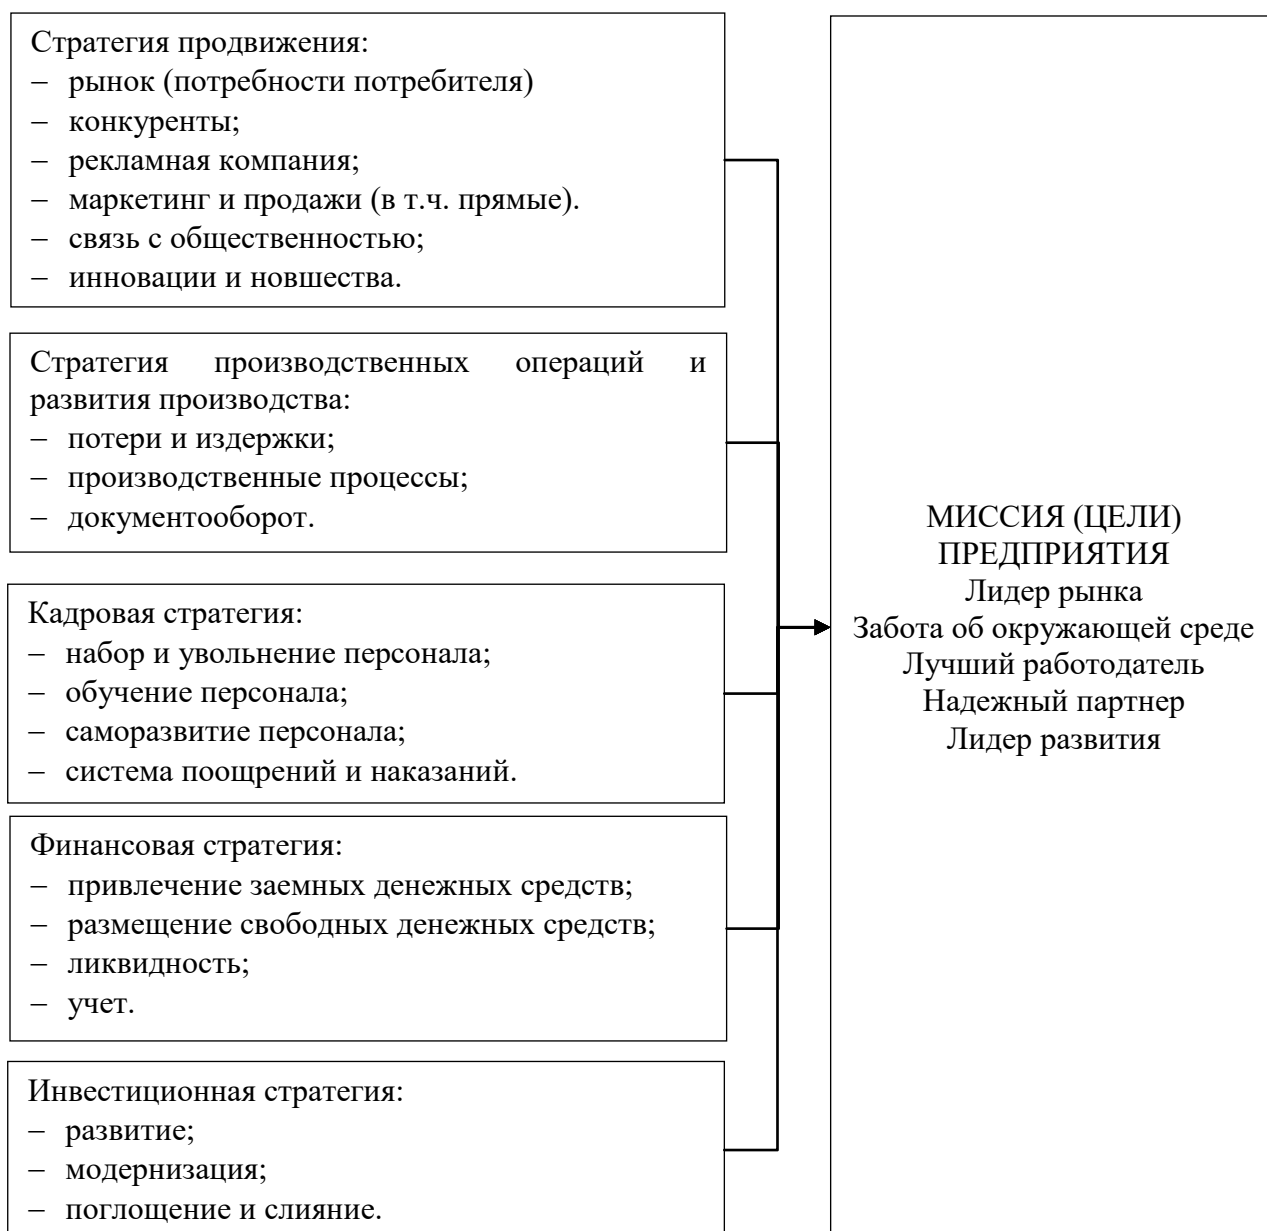 Стратегия продвижения:
– рынок (потребности потребителя)
– конкуренты;
– рекламная компания;
– маркетинг и продажи (в т.ч. прямые).
– связь с общественностью;
– инновации и новшества.
Стратегия производственных операций и
развития производства:
– потери и издержки;
– производственные процессы;
– документооборот.
Кадровая стратегия:
– набор и увольнение персонала;
– обучение персонала;
– саморазвитие персонала;
– система поощрений и наказаний.
Финансовая стратегия:
– привлечение заемных денежных средств;
– размещение свободных денежных средств;
– ликвидность;
– учет.
Инвестиционная стратегия:
– развитие;
– модернизация;
– поглощение и слияние.
МИССИЯ (ЦЕЛИ)
ПРЕДПРИЯТИЯ
Лидер рынка
Забота об окружающей среде
Лучший работодатель
Надежный партнер
Лидер развития